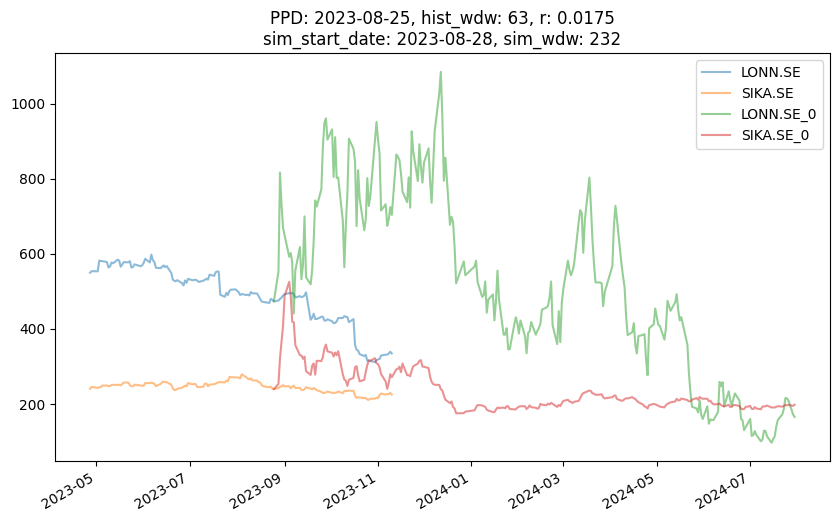 PPD: 2023-08-25, hist_wdw: 63, r: 0.0175
sim_start_date: 2023-08-28, sim_wdw: 232
LONN.SE
SIKA.SE
LONN.SE_0
SIKA.SE_0
1000
800
600
400
200
2023-05
2023-07
2023-09
2023-11
2024-01
2024-03
2024-05
2024-07